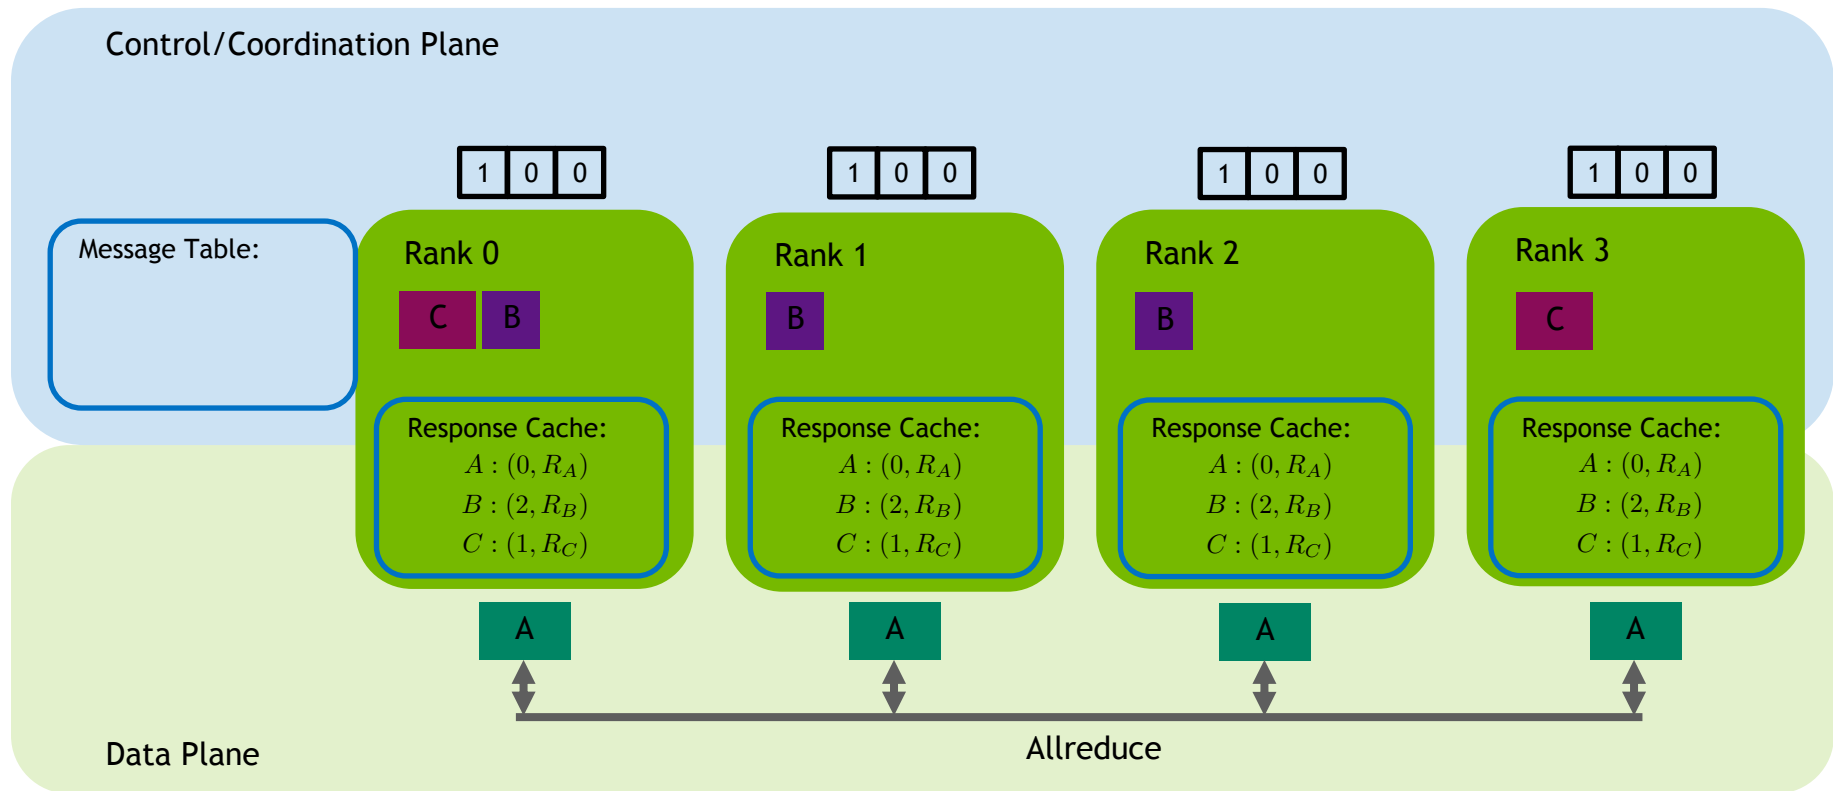 Control/Coordination Plane
1 0 0
1 0 0
1 0 0
1 0 0
Message Table:
Rank 0
C B
Response Cache:
A : (0, R_A)
B : (2, R_B)
C : (1, R_C)
A
Rank 1
B
Response Cache:
A : (0, R_A)
B : (2, R_B)
C : (1, R_C)
A
Rank 2
B
Response Cache:
A : (0, R_A)
B : (2, R_B)
C : (1, R_C)
A
Rank 3
C
Response Cache:
A : (0, R_A)
B : (2, R_B)
C : (1, R_C)
A
Allreduce
Data Plane